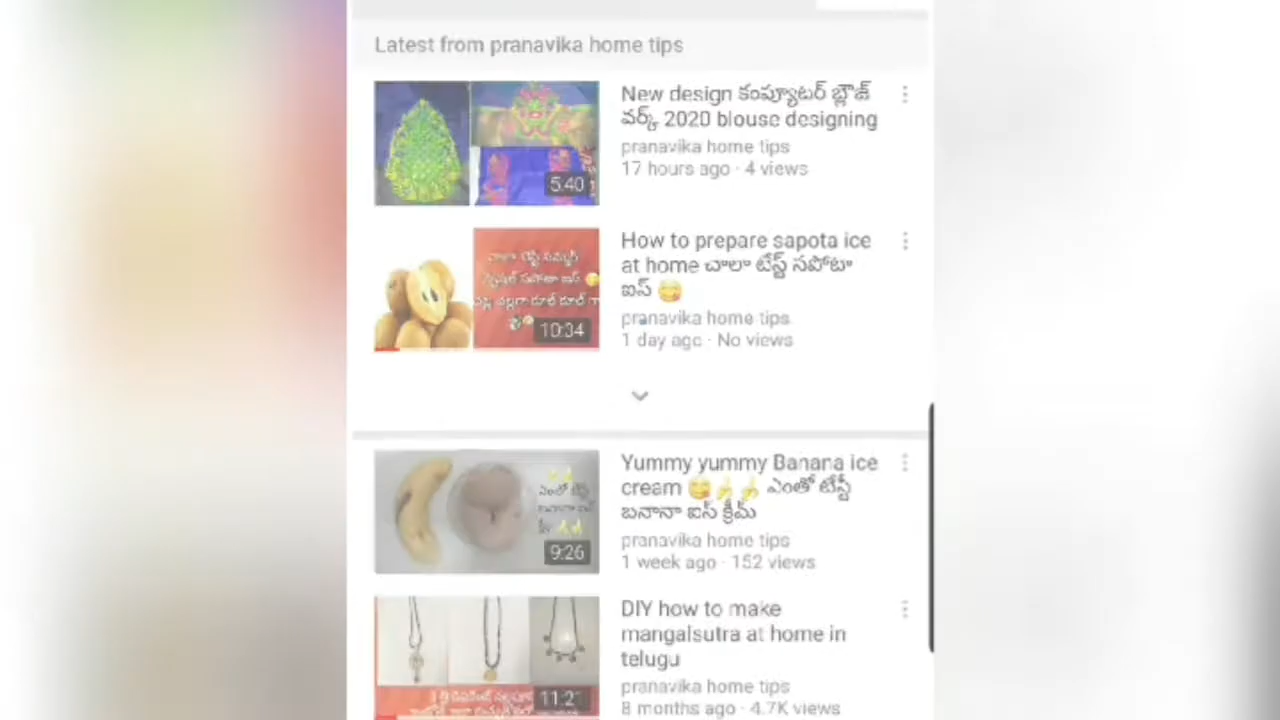 Latest from pranavika home tips
New design కంప్యూటర్ బ్లౌజ్
వర్క్ 2020 blouse designing
pranavika home tips
17 hours ago · 4 views
5:40
How to prepare sapota ice
at home చాలా టేస్ట్ సపోటా
ఐస్ 😋
pranavika home tips
1 day ago · No views
10:34
Yummy yummy Banana ice
cream 😋🍌🍌 ఎంతో టేస్టీ
బనానా ఐస్ క్రీమ్
pranavika home tips
1 week ago · 152 views
9:26
DIY how to make
mangalsutra at home in
telugu
pranavika home tips
8 months ago · 4.7K views
11:21